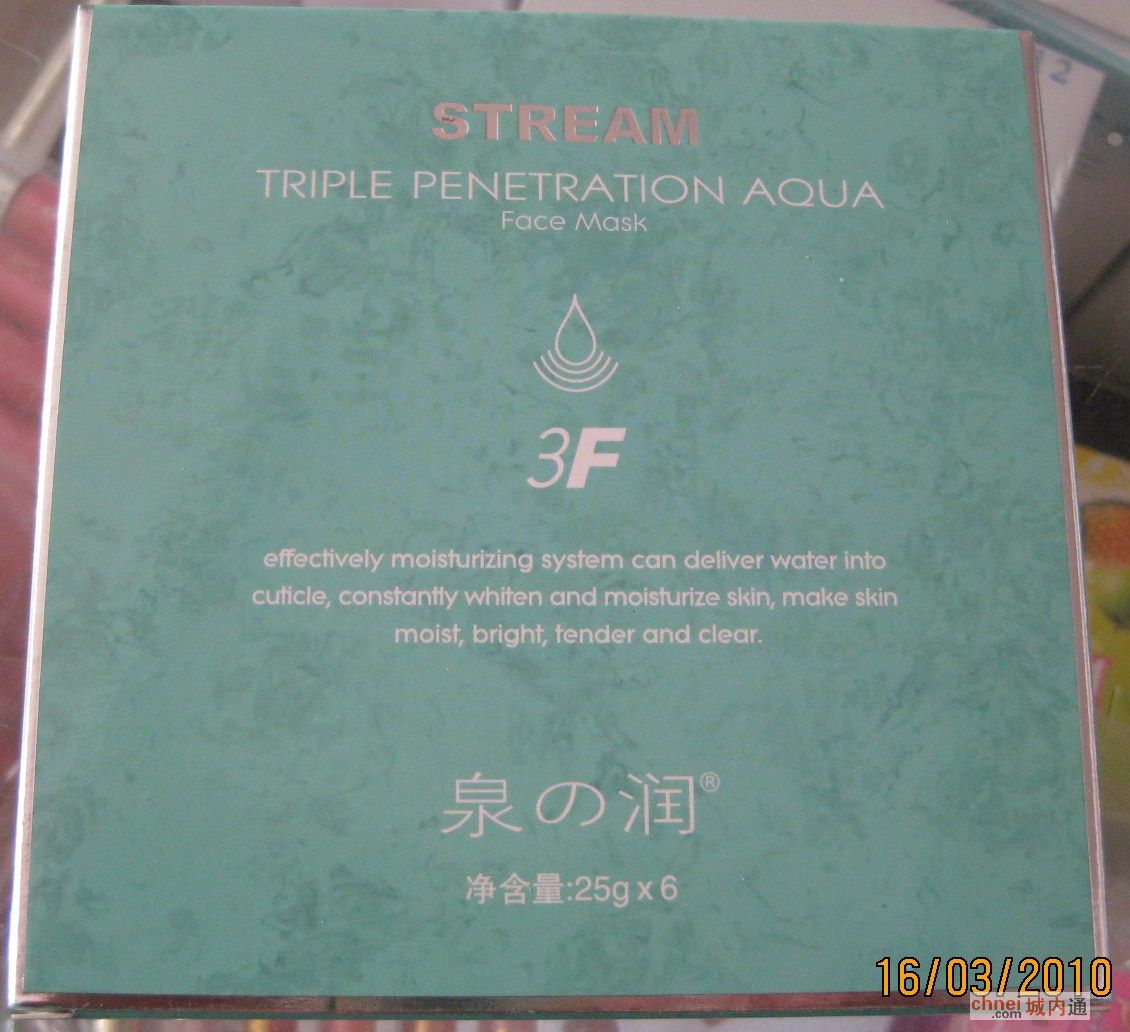 STREAM
TRIPLE PENETRATION AQUA
Face Mask
3F
effectively moisturizing system can deliver water into
cuticle, constantly whiten and moisturize skin, make skin
moist, bright, tender and clear.
泉の润®
净含量:25g x 6
16/03/2010
chnei
.com 城内通
2